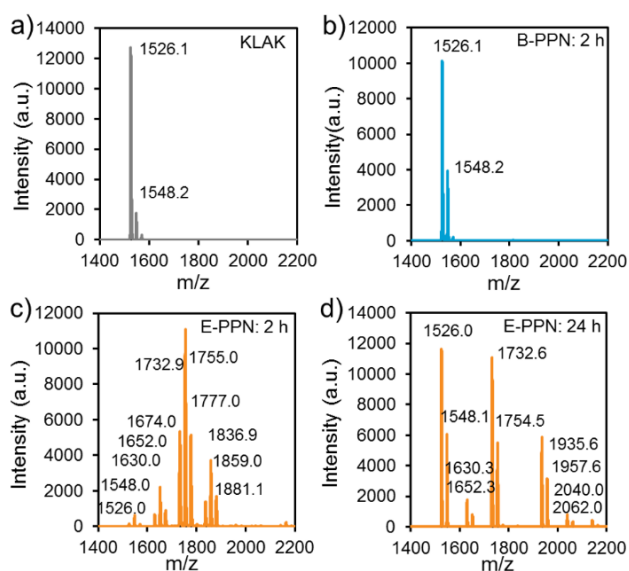 a)
KLAK
Intensity (a.u.)
14000
12000
10000
8000
6000
4000
2000
0
1526.1
1548.2
1400 1600 1800 2000 2200
m/z
b)
B-PPN: 2 h
Intensity(a.u.)
12000
10000
8000
6000
4000
2000
0
1526.1
1548.2
1400 1600 1800 2000 2200
m/z
c)
E-PPN: 2 h
Intensity (a.u.)
12000
10000
8000
6000
4000
2000
0
1732.9
1755.0
1777.0
1674.0
1652.0
1630.0
1548.0
1526.0
1836.9
1859.0
1881.1
1400 1600 1800 2000 2200
m/z
d)
E-PPN: 24 h
Intensity (a.u.)
14000
12000
10000
8000
6000
4000
2000
0
1526.0
1732.6
1548.1
1754.5
1630.3
1652.3
1935.6
1957.6
2040.0
2062.0
1400 1600 1800 2000 2200
m/z